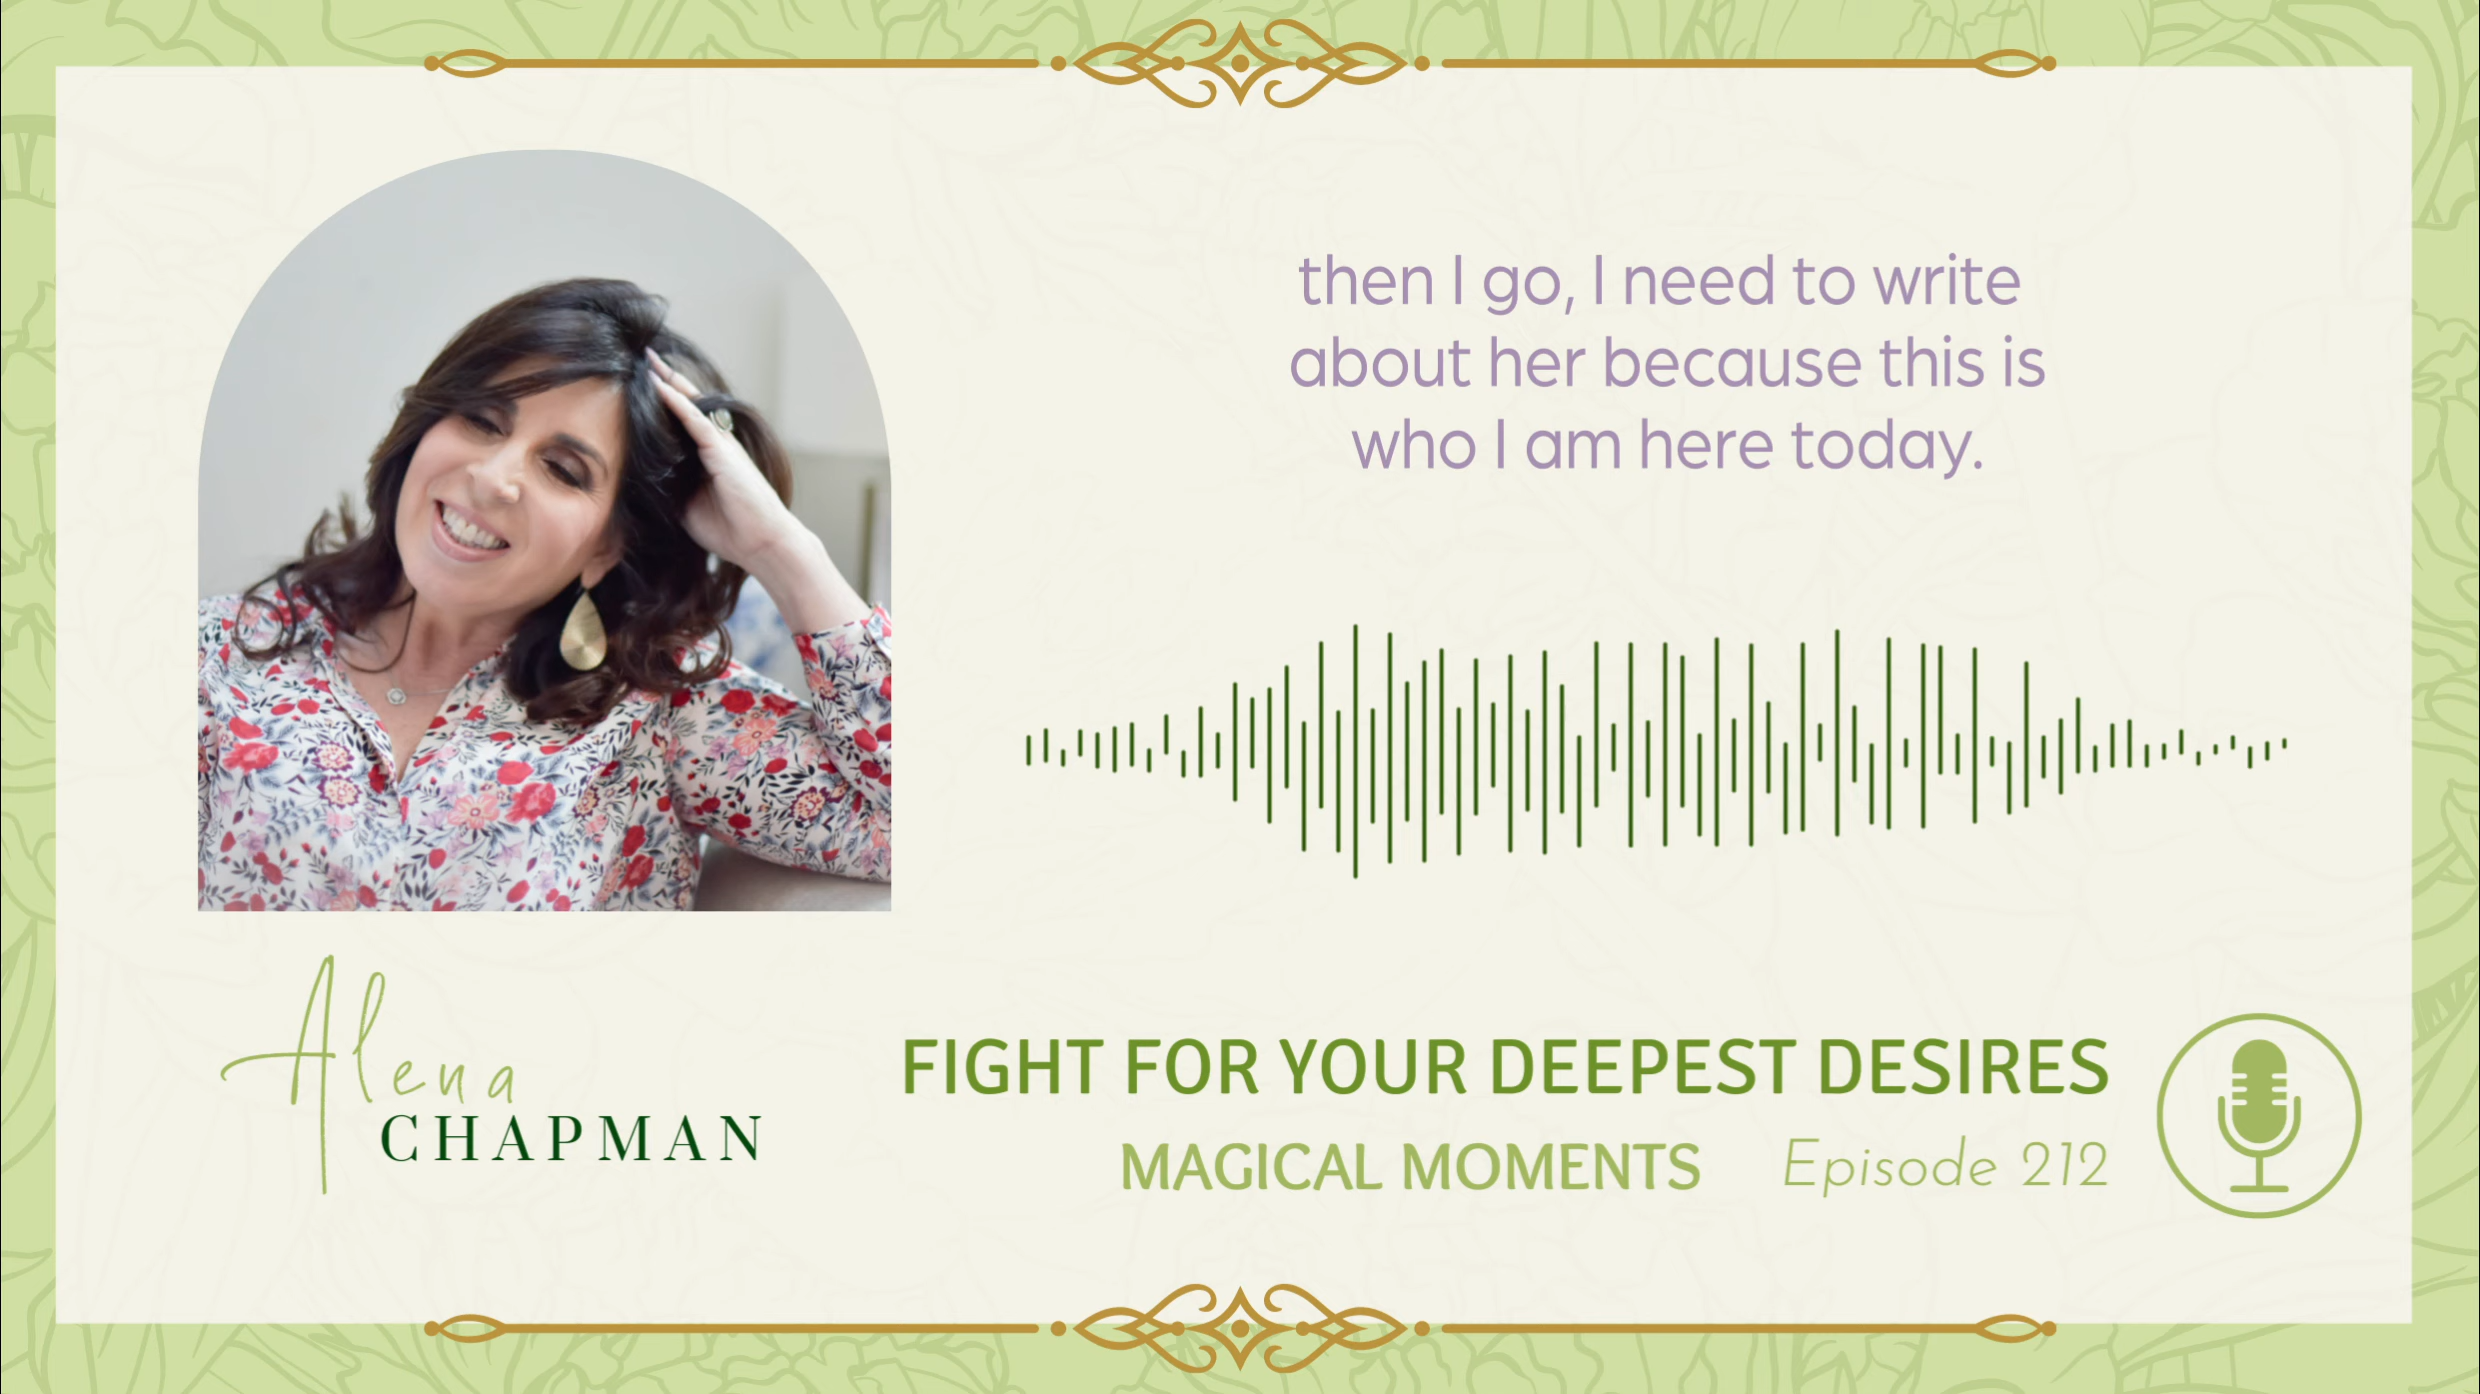 then I go, I need to write
about her because this is
who I am here today.
Alena
CHAPMAN
FIGHT FOR YOUR DEEPEST DESIRES
MAGICAL MOMENTS Episode 212